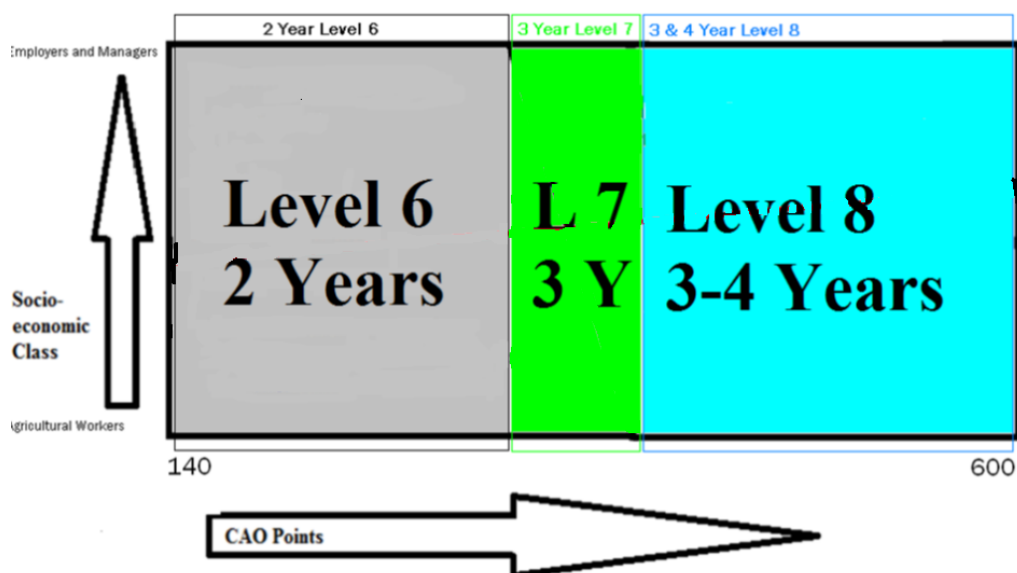 2 Year Level 6
3 Year Level 7
3 & 4 Year Level 8
Employers and Managers
Level 6
2 Years
L 7
3 Y
Level 8
3-4 Years
Socio-
economic
Class
Agricultural Workers
140
600
CAO Points